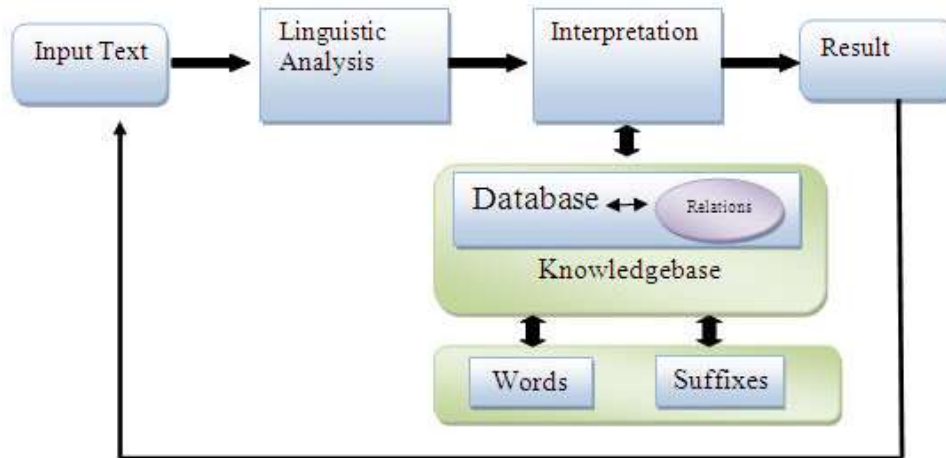 Input Text
Linguistic
Analysis
Interpretation
Result
Database
Relations
Knowledgebase
Words
Suffixes